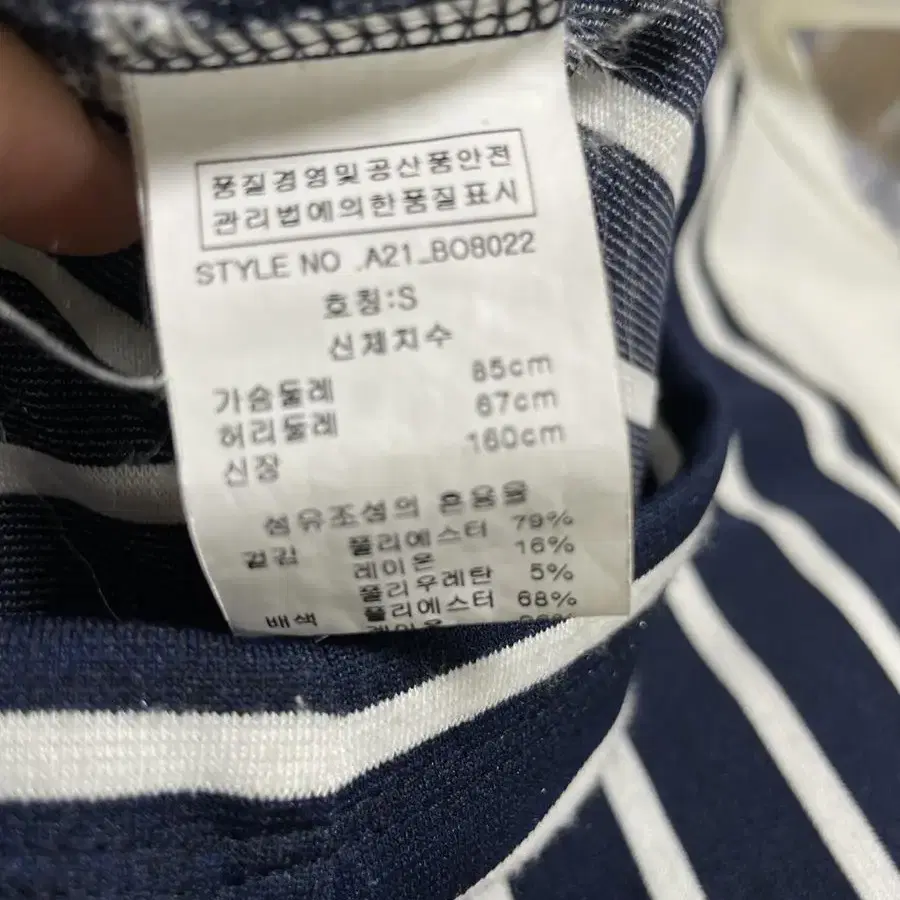 품질경영및공산품안전
관리법에의한품질표시
STYLE NO .A21_BO8022
호칭:S
신체치수
가슴둘레 85cm
허리둘레 67cm
신장 160cm
섬유조성의 혼용율
겉감 폴리에스터 79%
레이온 16%
폴리우레탄 5%
배색 폴리에스터 68%
레이온